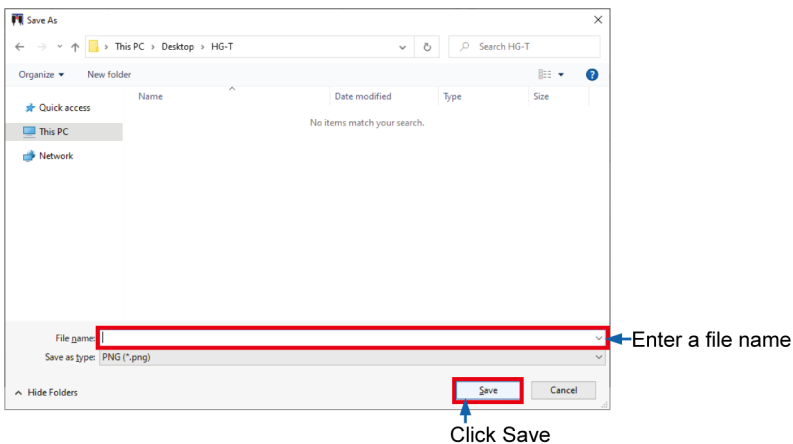 Save As
This PC > Desktop > HG-T
Search HG-T
Organize
New folder
Name
Date modified
Type
Size
Quick access
This PC
Network
No items match your search.
File name:
Enter a file name
Save as type: PNG (*.png)
Hide Folders
Save
Cancel
Click Save